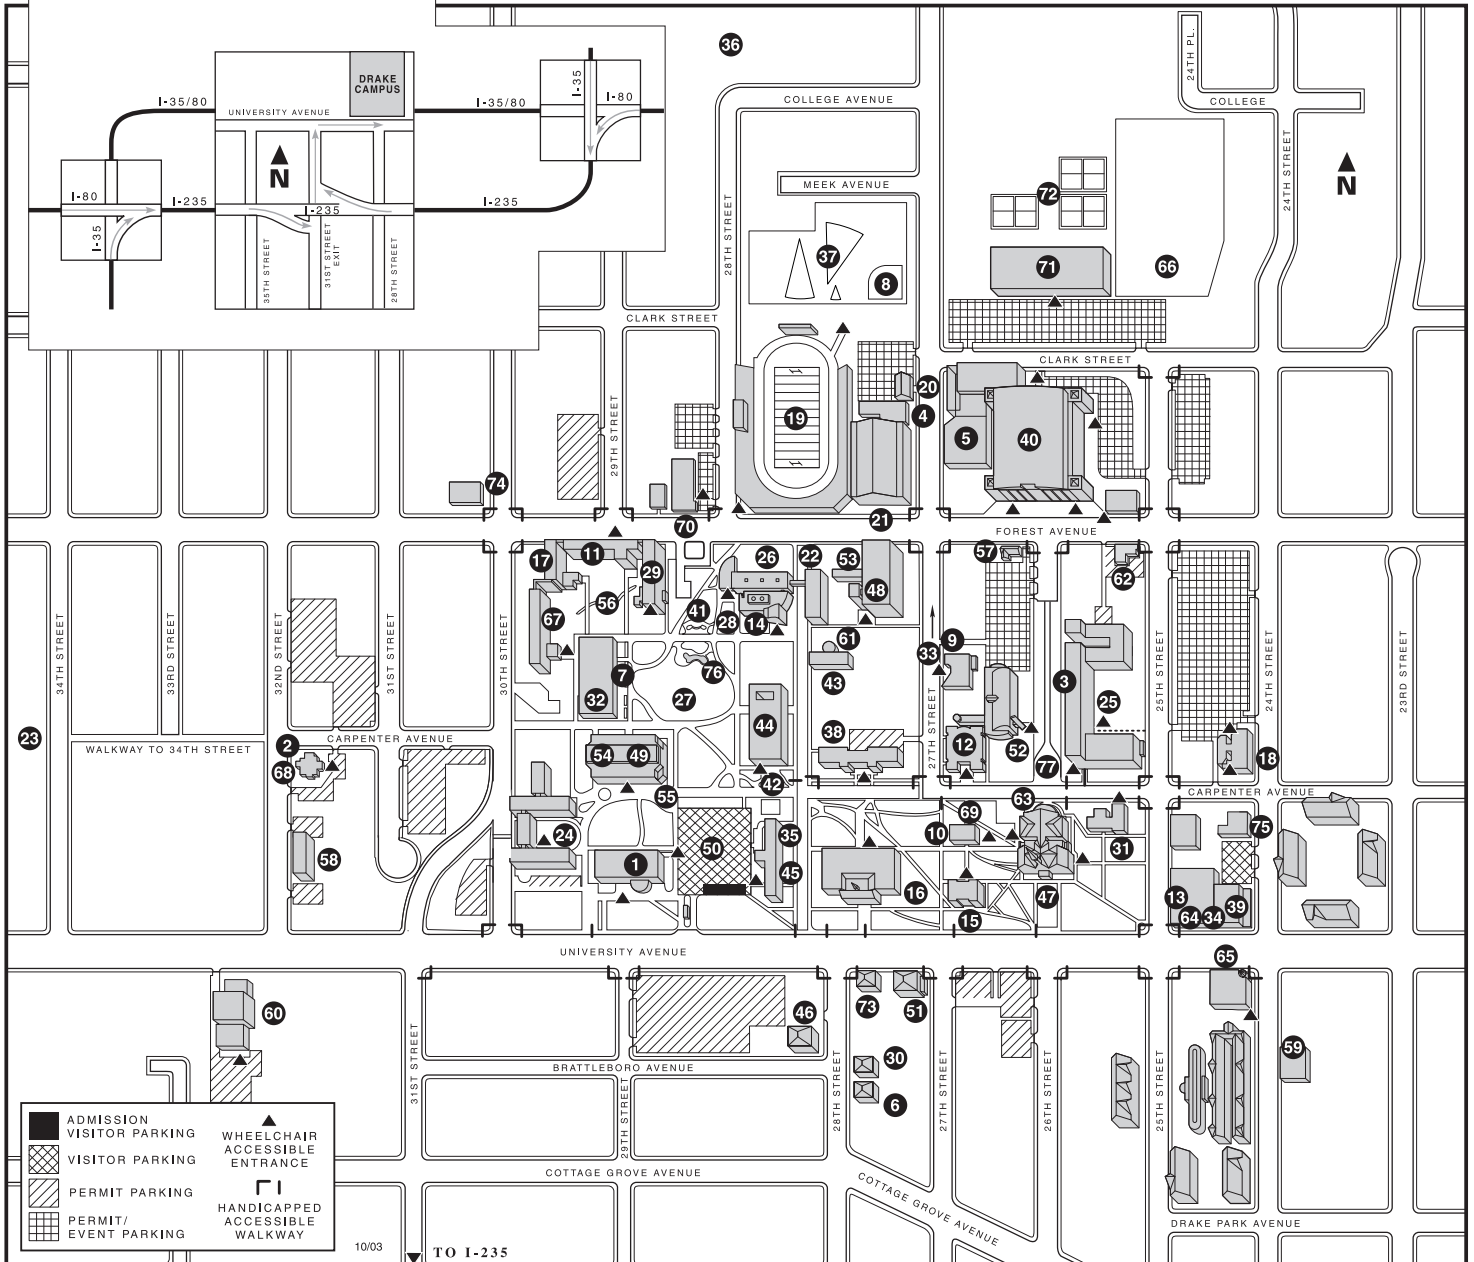 DRAKE
CAMPUS
I-35/80
UNIVERSITY AVENUE
I-35/80
I-35
I-80
N
I-80
I-235
I-235
I-235
I-35
35TH STREET
31ST STREET
EXIT
28TH STREET
36
COLLEGE AVENUE
24TH PL.
COLLEGE
24TH STREET
N
MEEK AVENUE
72
28TH STREET
37
8
71
66
CLARK STREET
CLARK STREET
20
4
19
5
40
29TH STREET
74
70
21
FOREST AVENUE
17
11
29
26
22
53
48
57
62
56
41
28
14
67
61
9
33
7
76
43
3
32
27
44
25
34TH STREET
33RD STREET
32ND STREET
31ST STREET
30TH STREET
27TH STREET
25TH STREET
24TH STREET
23RD STREET
23
CARPENTER AVENUE
WALKWAY TO 34TH STREET
2
68
54
49
38
12
52
77
18
42
55
CARPENTER AVENUE
63
69
10
75
24
50
35
31
58
1
45
16
47
15
13
64
34
39
UNIVERSITY AVENUE
65
60
46
73
51
59
30
6
BRATTLEBORO AVENUE
31ST STREET
29TH STREET
28TH STREET
27TH STREET
26TH STREET
25TH STREET
COTTAGE GROVE AVENUE
COTTAGE GROVE AVENUE
DRAKE PARK AVENUE
ADMISSION
VISITOR PARKING
VISITOR PARKING
PERMIT PARKING
PERMIT/
EVENT PARKING
WHEELCHAIR
ACCESSIBLE
ENTRANCE
HANDICAPPED
ACCESSIBLE
WALKWAY
10/03
TO I-235